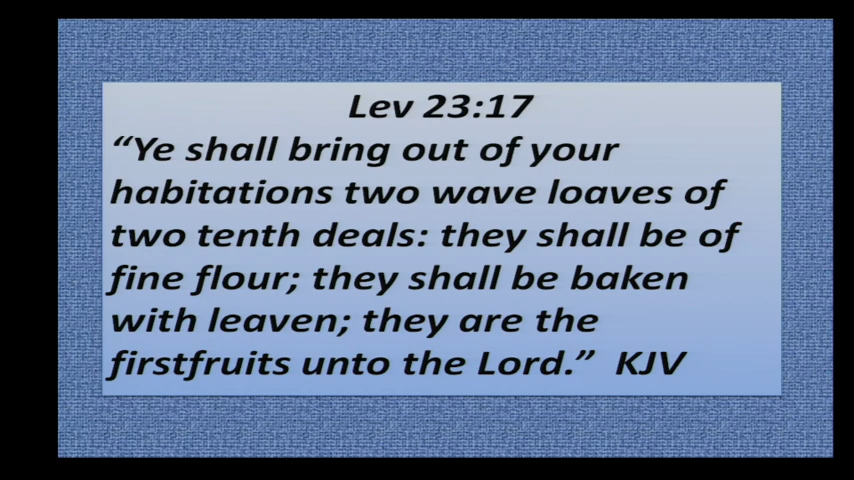 Lev 23:17
“Ye shall bring out of your
habitations two wave loaves of
two tenth deals: they shall be of
fine flour; they shall be baken
with leaven; they are the
firstfruits unto the Lord.”  KJV